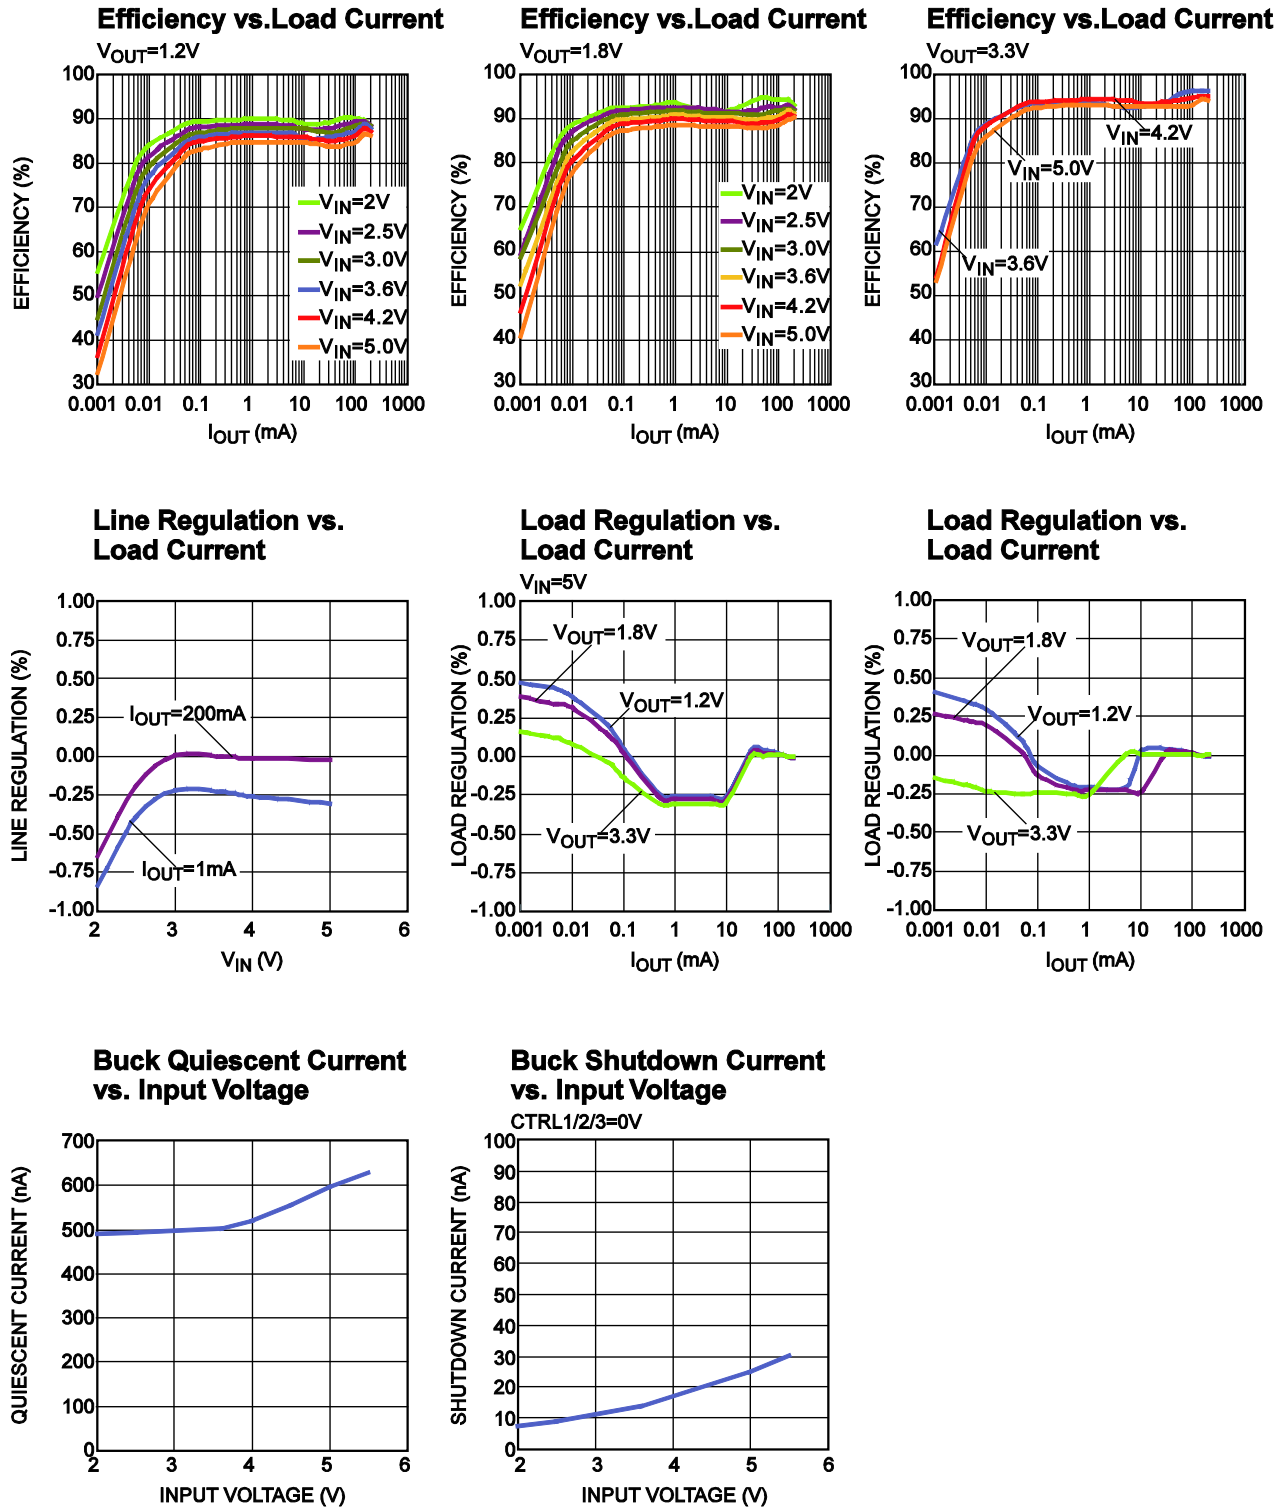 Efficiency vs.Load Current
VOUT=1.2V
EFFICIENCY (%)
100
90
80
70
60
50
40
30
VIN=2V
VIN=2.5V
VIN=3.0V
VIN=3.6V
VIN=4.2V
VIN=5.0V
0.001 0.01 0.1 1 10 100 1000
IOUT (mA)
Efficiency vs.Load Current
VOUT=1.8V
EFFICIENCY (%)
100
90
80
70
60
50
40
30
VIN=2V
VIN=2.5V
VIN=3.0V
VIN=3.6V
VIN=4.2V
VIN=5.0V
0.001 0.01 0.1 1 10 100 1000
IOUT (mA)
Efficiency vs.Load Current
VOUT=3.3V
EFFICIENCY (%)
100
90
80
70
60
50
40
30
VIN=4.2V
VIN=5.0V
VIN=3.6V
0.001 0.01 0.1 1 10 100 1000
IOUT (mA)
Line Regulation vs.
Load Current
LINE REGULATION (%)
1.00
0.75
0.50
0.25
0.00
-0.25
-0.50
-0.75
-1.00
IOUT=200mA
IOUT=1mA
2 3 4 5 6
VIN (V)
Load Regulation vs.
Load Current
VIN=5V
LOAD REGULATION (%)
1.00
0.75
0.50
0.25
0.00
-0.25
-0.50
-0.75
-1.00
VOUT=1.8V
VOUT=1.2V
VOUT=3.3V
0.001 0.01 0.1 1 10 100 1000
IOUT (mA)
Load Regulation vs.
Load Current
LOAD REGULATION (%)
1.00
0.75
0.50
0.25
0.00
-0.25
-0.50
-0.75
-1.00
VOUT=1.8V
VOUT=1.2V
VOUT=3.3V
0.001 0.01 0.1 1 10 100 1000
IOUT (mA)
Buck Quiescent Current
vs. Input Voltage
QUIESCENT CURRENT (nA)
700
600
500
400
300
200
100
0
2 3 4 5 6
INPUT VOLTAGE (V)
Buck Shutdown Current
vs. Input Voltage
CTRL1/2/3=0V
SHUTDOWN CURRENT (nA)
100
90
80
70
60
50
40
30
20
10
0
2 3 4 5 6
INPUT VOLTAGE (V)